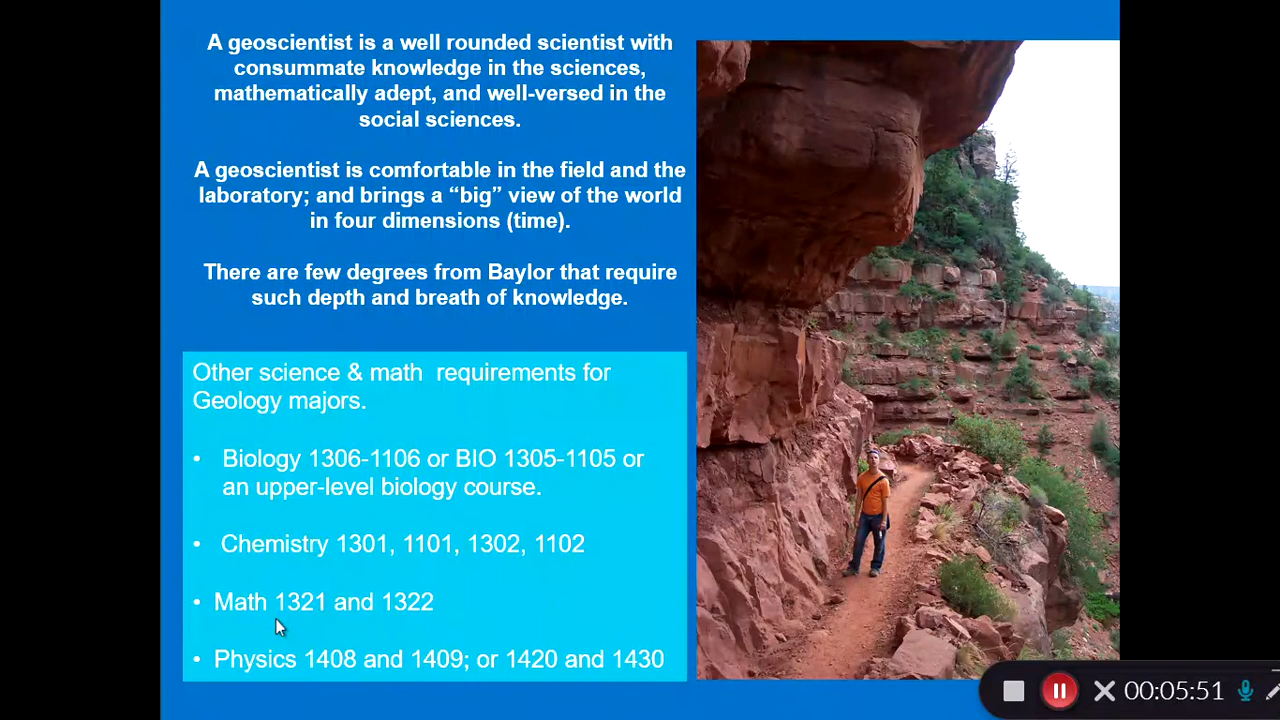 A geoscientist is a well rounded scientist with
consummate knowledge in the sciences,
mathematically adept, and well-versed in the
social sciences.
A geoscientist is comfortable in the field and the
laboratory; and brings a “big” view of the world
in four dimensions (time).
There are few degrees from Baylor that require
such depth and breath of knowledge.
Other science & math  requirements for
Geology majors.
• Biology 1306-1106 or BIO 1305-1105 or
an upper-level biology course.
• Chemistry 1301, 1101, 1302, 1102
• Math 1321 and 1322
• Physics 1408 and 1409; or 1420 and 1430
00:05:51